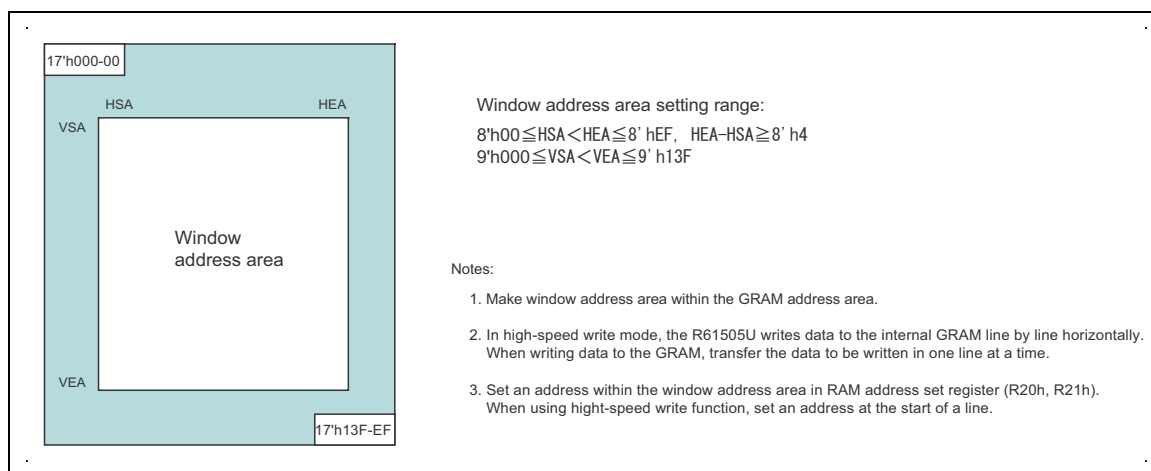 17'h000-00
HSA HEA
VSA
Window
address area
VEA
17'h13F-EF
Window address area setting range:
8'h00≦HSA＜HEA≦8'hEF, HEA-HSA≧8'h4
9'h000≦VSA＜VEA≦9'h13F
Notes:
1. Make window address area within the GRAM address area.
2. In high-speed write mode, the R61505U writes data to the internal GRAM line by line horizontally.
When writing data to the GRAM, transfer the data to be written in one line at a time.
3. Set an address within the window address area in RAM address set register (R20h, R21h).
When using hight-speed write function, set an address at the start of a line.